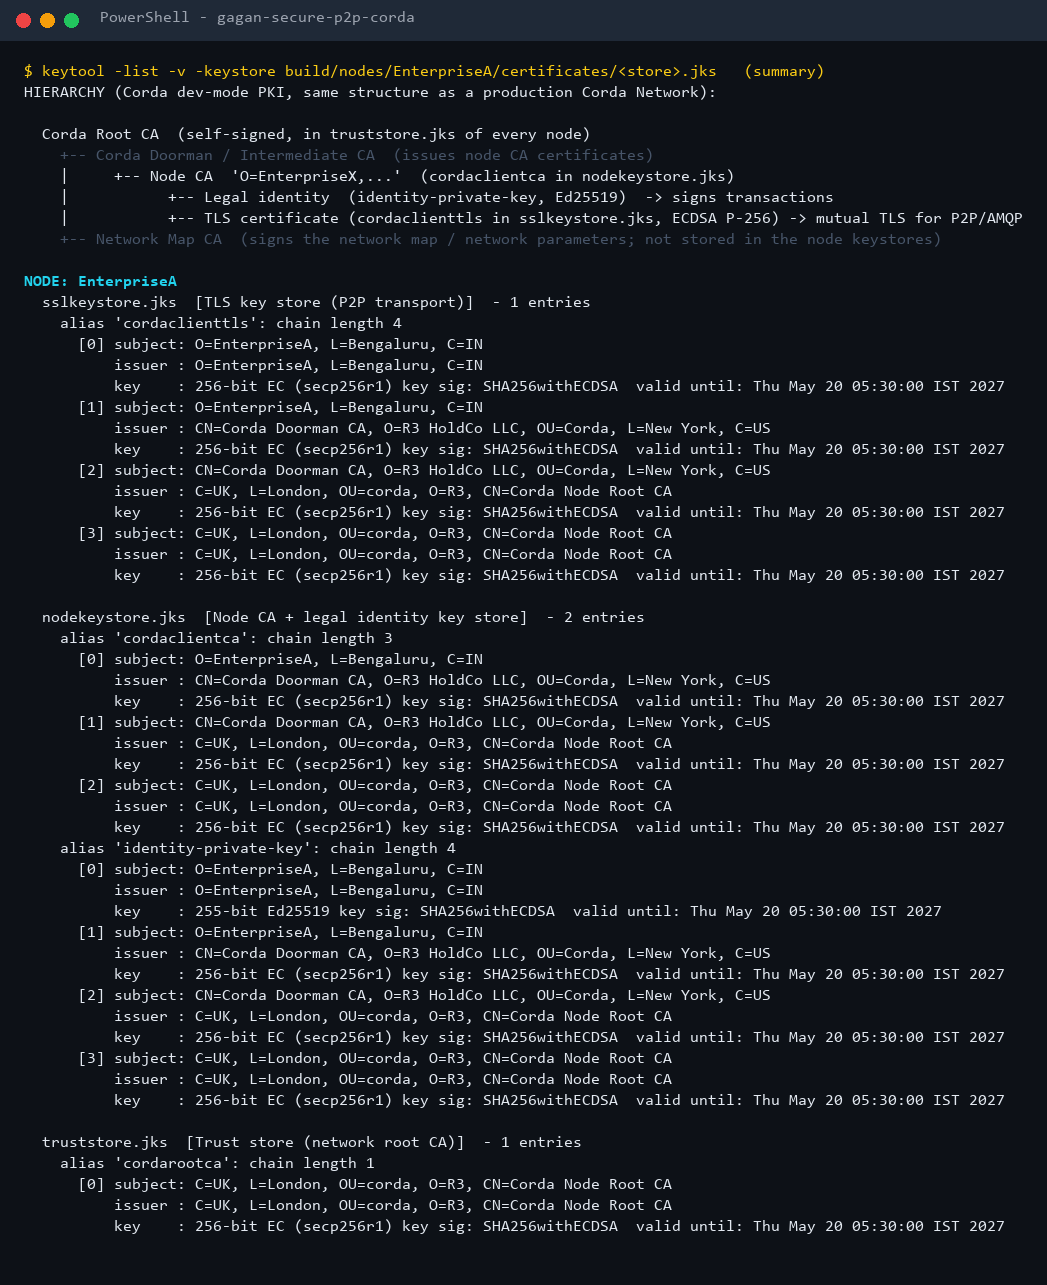 PowerShell - gagan-secure-p2p-corda
$ keytool -list -v -keystore build/nodes/EnterpriseA/certificates/<store>.jks   (summary)
HIERARCHY (Corda dev-mode PKI, same structure as a production Corda Network):
  Corda Root CA  (self-signed, in truststore.jks of every node)
    +-- Corda Doorman / Intermediate CA  (issues node CA certificates)
    |     +-- Node CA  'O=EnterpriseX,...'  (cordaclientca in nodekeystore.jks)
    |           +-- Legal identity  (identity-private-key, Ed25519)  -> signs transactions
    |           +-- TLS certificate (cordaclienttls in sslkeystore.jks, ECDSA P-256) -> mutual TLS for P2P/AMQP
    +-- Network Map CA  (signs the network map / network parameters; not stored in the node keystores)
NODE: EnterpriseA
  sslkeystore.jks  [TLS key store (P2P transport)]  - 1 entries
    alias 'cordaclienttls': chain length 4
      [0] subject: O=EnterpriseA, L=Bengaluru, C=IN
          issuer : O=EnterpriseA, L=Bengaluru, C=IN
          key    : 256-bit EC (secp256r1) key sig: SHA256withECDSA  valid until: Thu May 20 05:30:00 IST 2027
      [1] subject: O=EnterpriseA, L=Bengaluru, C=IN
          issuer : CN=Corda Doorman CA, O=R3 HoldCo LLC, OU=Corda, L=New York, C=US
          key    : 256-bit EC (secp256r1) key sig: SHA256withECDSA  valid until: Thu May 20 05:30:00 IST 2027
      [2] subject: CN=Corda Doorman CA, O=R3 HoldCo LLC, OU=Corda, L=New York, C=US
          issuer : C=UK, L=London, OU=corda, O=R3, CN=Corda Node Root CA
          key    : 256-bit EC (secp256r1) key sig: SHA256withECDSA  valid until: Thu May 20 05:30:00 IST 2027
      [3] subject: C=UK, L=London, OU=corda, O=R3, CN=Corda Node Root CA
          issuer : C=UK, L=London, OU=corda, O=R3, CN=Corda Node Root CA
          key    : 256-bit EC (secp256r1) key sig: SHA256withECDSA  valid until: Thu May 20 05:30:00 IST 2027
  nodekeystore.jks  [Node CA + legal identity key store]  - 2 entries
    alias 'cordaclientca': chain length 3
      [0] subject: O=EnterpriseA, L=Bengaluru, C=IN
          issuer : CN=Corda Doorman CA, O=R3 HoldCo LLC, OU=Corda, L=New York, C=US
          key    : 256-bit EC (secp256r1) key sig: SHA256withECDSA  valid until: Thu May 20 05:30:00 IST 2027
      [1] subject: CN=Corda Doorman CA, O=R3 HoldCo LLC, OU=Corda, L=New York, C=US
          issuer : C=UK, L=London, OU=corda, O=R3, CN=Corda Node Root CA
          key    : 256-bit EC (secp256r1) key sig: SHA256withECDSA  valid until: Thu May 20 05:30:00 IST 2027
      [2] subject: C=UK, L=London, OU=corda, O=R3, CN=Corda Node Root CA
          issuer : C=UK, L=London, OU=corda, O=R3, CN=Corda Node Root CA
          key    : 256-bit EC (secp256r1) key sig: SHA256withECDSA  valid until: Thu May 20 05:30:00 IST 2027
    alias 'identity-private-key': chain length 4
      [0] subject: O=EnterpriseA, L=Bengaluru, C=IN
          issuer : O=EnterpriseA, L=Bengaluru, C=IN
          key    : 255-bit Ed25519 key sig: SHA256withECDSA  valid until: Thu May 20 05:30:00 IST 2027
      [1] subject: O=EnterpriseA, L=Bengaluru, C=IN
          issuer : CN=Corda Doorman CA, O=R3 HoldCo LLC, OU=Corda, L=New York, C=US
          key    : 256-bit EC (secp256r1) key sig: SHA256withECDSA  valid until: Thu May 20 05:30:00 IST 2027
      [2] subject: CN=Corda Doorman CA, O=R3 HoldCo LLC, OU=Corda, L=New York, C=US
          issuer : C=UK, L=London, OU=corda, O=R3, CN=Corda Node Root CA
          key    : 256-bit EC (secp256r1) key sig: SHA256withECDSA  valid until: Thu May 20 05:30:00 IST 2027
      [3] subject: C=UK, L=London, OU=corda, O=R3, CN=Corda Node Root CA
          issuer : C=UK, L=London, OU=corda, O=R3, CN=Corda Node Root CA
          key    : 256-bit EC (secp256r1) key sig: SHA256withECDSA  valid until: Thu May 20 05:30:00 IST 2027
  truststore.jks  [Trust store (network root CA)]  - 1 entries
    alias 'cordarootca': chain length 1
      [0] subject: C=UK, L=London, OU=corda, O=R3, CN=Corda Node Root CA
          issuer : C=UK, L=London, OU=corda, O=R3, CN=Corda Node Root CA
          key    : 256-bit EC (secp256r1) key sig: SHA256withECDSA  valid until: Thu May 20 05:30:00 IST 2027